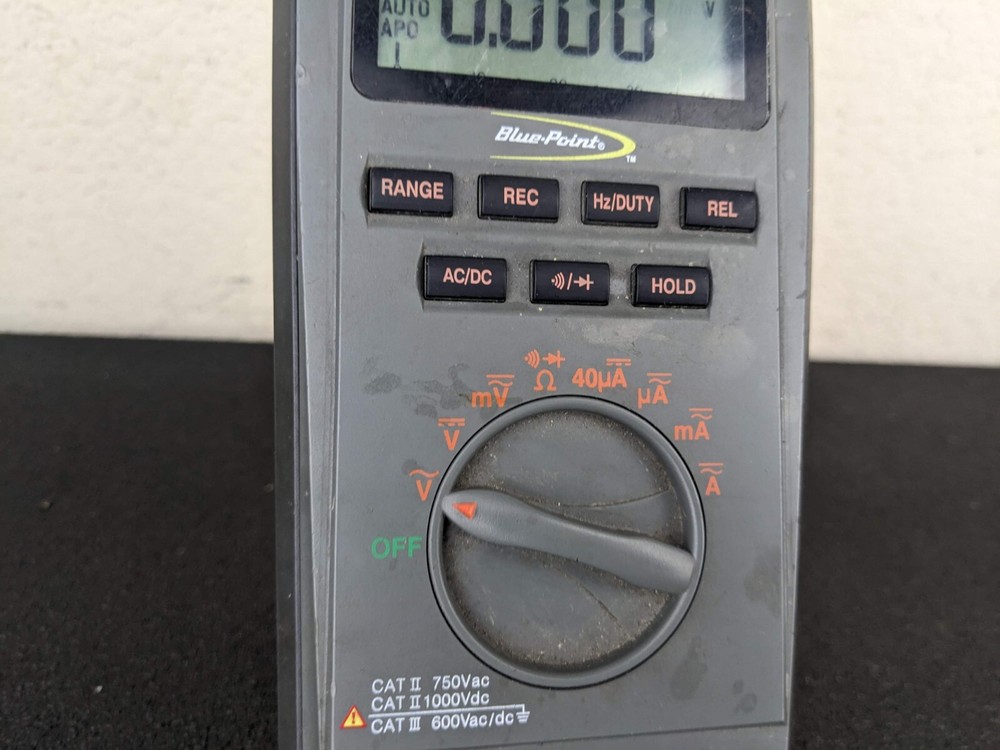 AUTO
APO
0.000
V
Blue-Point®
TM
RANGE REC Hz/DUTY REL
AC/DC HOLD
Ω 40µA
mV µA
V mA
V A
OFF
CAT II 750Vac
CAT II 1000Vdc
CAT III 600Vac/dc